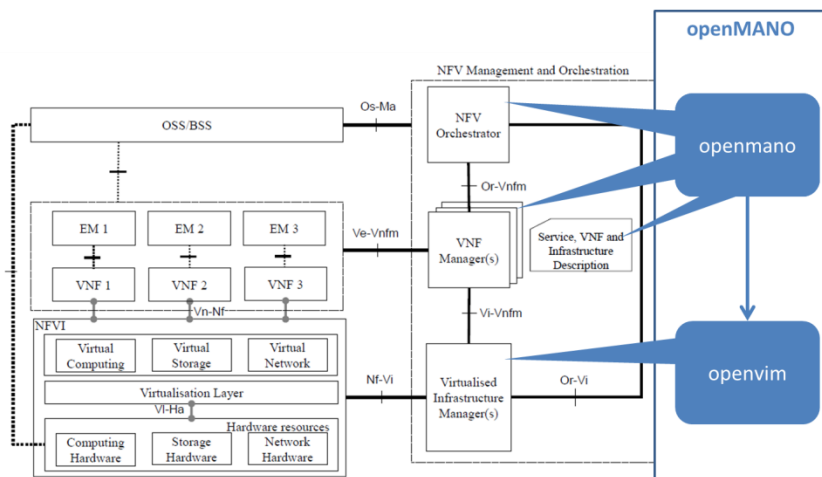 openMANO
NFV Management and Orchestration
Os-Ma
OSS/BSS
NFV
Orchestrator
openmano
Or-Vnfm
EM 1
EM 2
EM 3
Ve-Vnfm
VNF
Manager(s)
Service, VNF and
Infrastructure
Description
VNF 1
VNF 2
VNF 3
Vn-Nf
NFVI
Vi-Vnfm
Virtual
Computing
Virtual
Storage
Virtual
Network
Nf-Vi
Virtualised
Infrastructure
Manager(s)
Or-Vi
openvim
Virtualisation Layer
Vl-Ha
Hardware resources
Computing
Hardware
Storage
Hardware
Network
Hardware